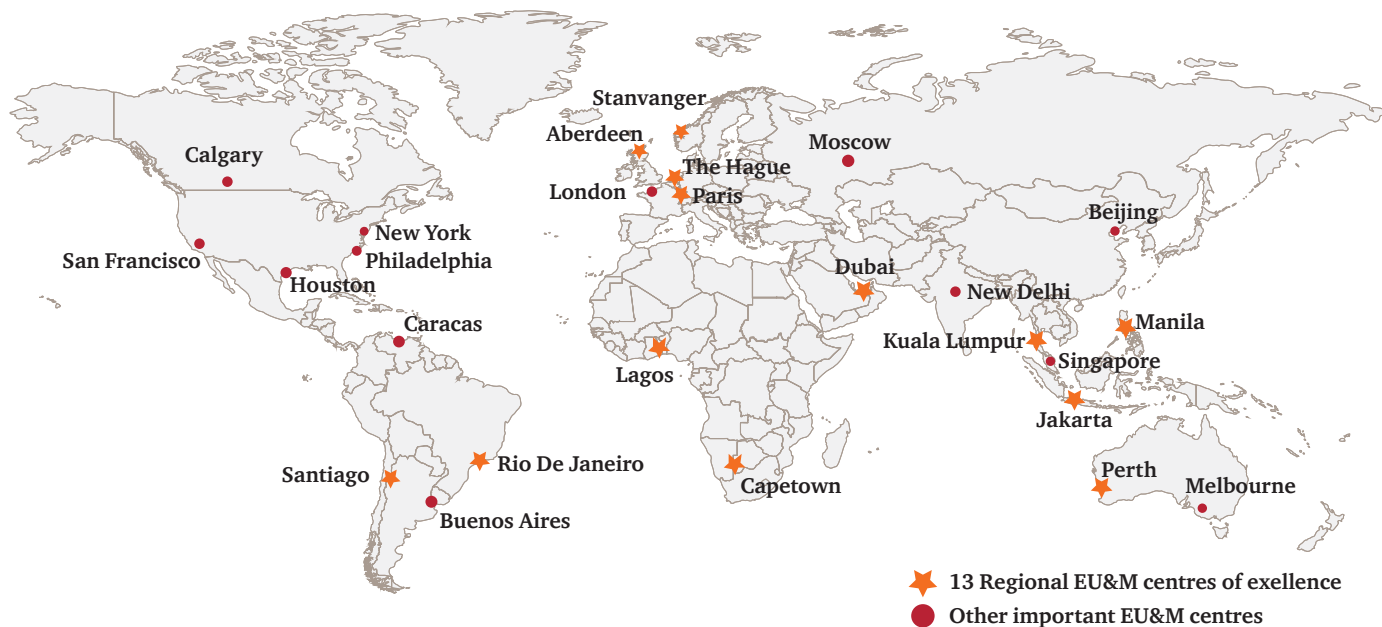 Stanvanger
Aberdeen
Moscow
Calgary
The Hague
London
Paris
Beijing
New York
San Francisco
Philadelphia
Dubai
Houston
New Delhi
Caracas
Manila
Kuala Lumpur
Singapore
Lagos
Jakarta
Rio De Janeiro
Perth
Santiago
Capetown
Melbourne
Buenos Aires
13 Regional EU&M centres of exellence
Other important EU&M centres